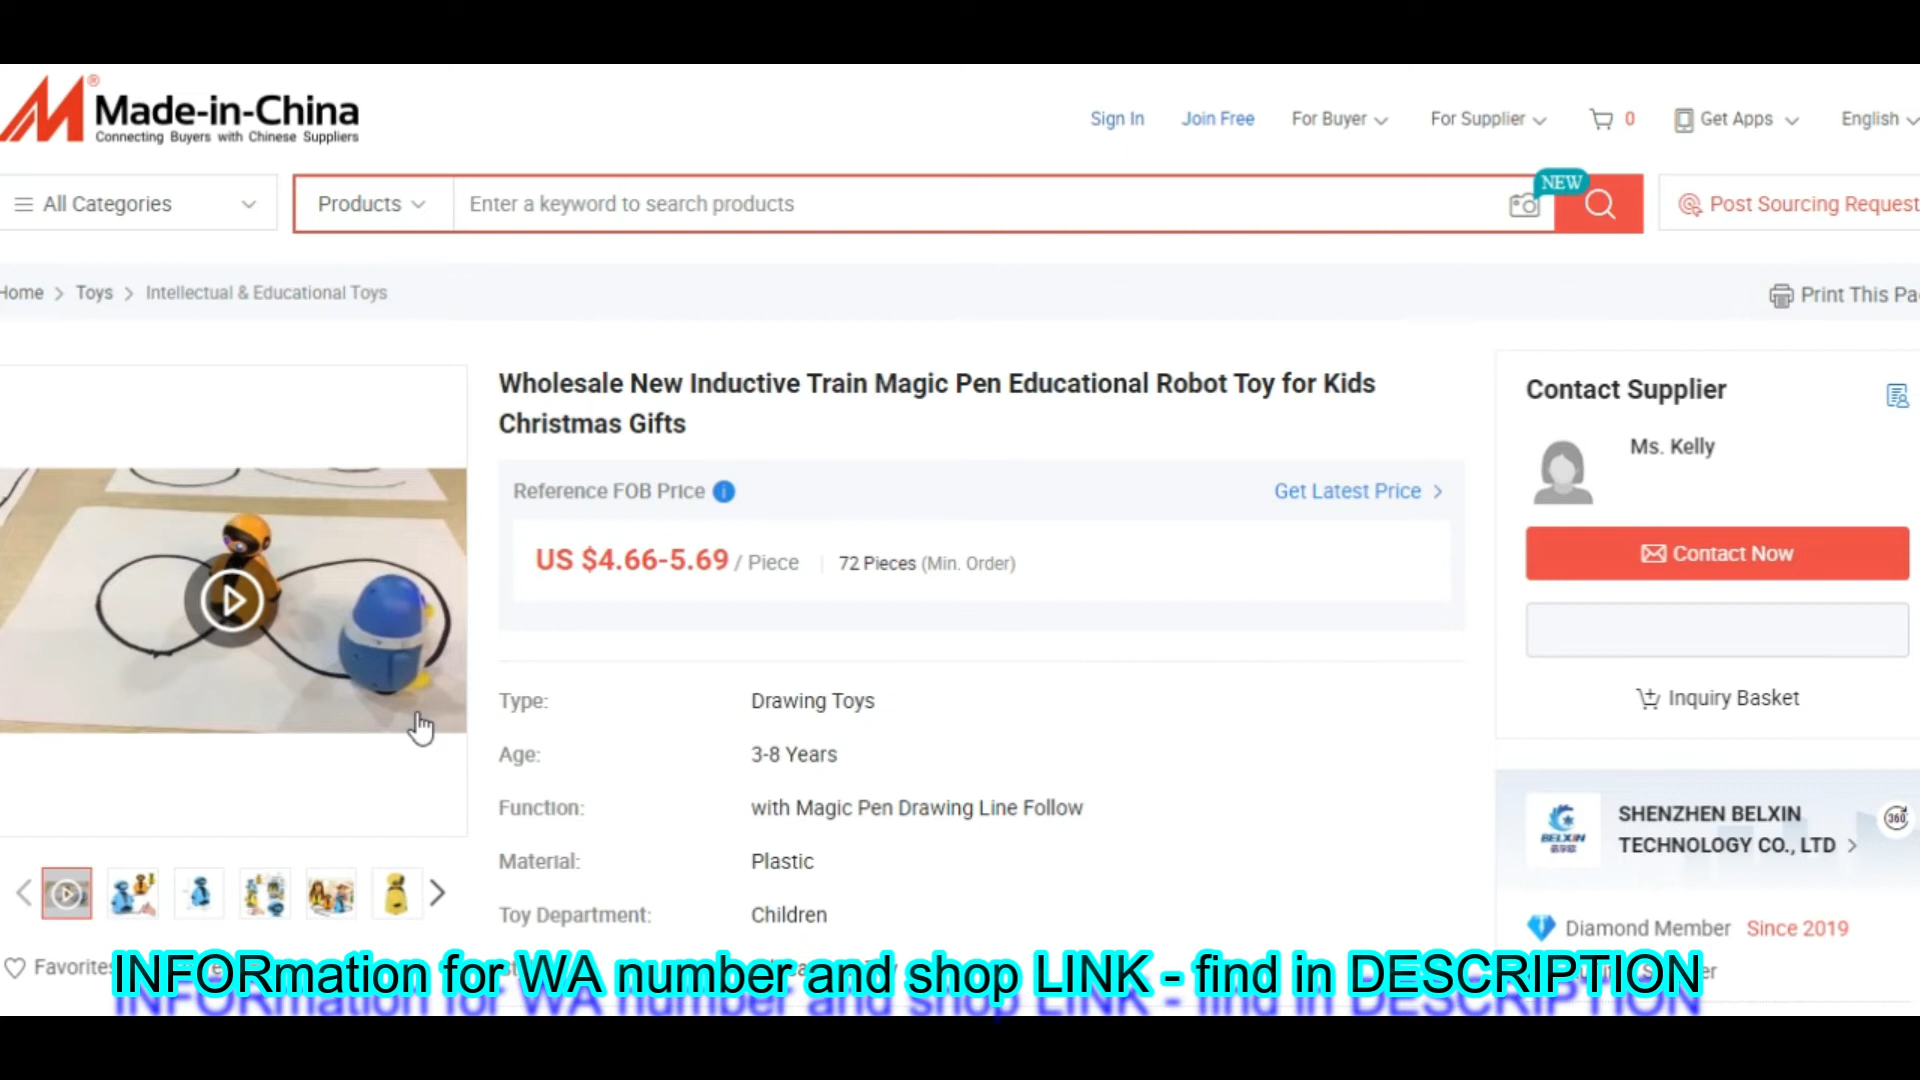 Made-in-China
Connecting Buyers with Chinese Suppliers
Sign In
Join Free
For Buyer
For Supplier
0
Get Apps
English
All Categories
Products
Enter a keyword to search products
NEW
Post Sourcing Request
Home > Toys > Intellectual & Educational Toys
Print This Pa
Wholesale New Inductive Train Magic Pen Educational Robot Toy for Kids
Christmas Gifts
Reference FOB Price
Get Latest Price >
US $4.66-5.69 / Piece
72 Pieces (Min. Order)
Type: Drawing Toys
Age: 3-8 Years
Function: with Magic Pen Drawing Line Follow
Material: Plastic
Toy Department: Children
Favorites
Contact Supplier
Ms. Kelly
Contact Now
Inquiry Basket
BELXIN
SHENZHEN BELXIN
TECHNOLOGY CO., LTD >
360
Diamond Member Since 2019
INFORmation for WA number and shop LINK - find in DESCRIPTION